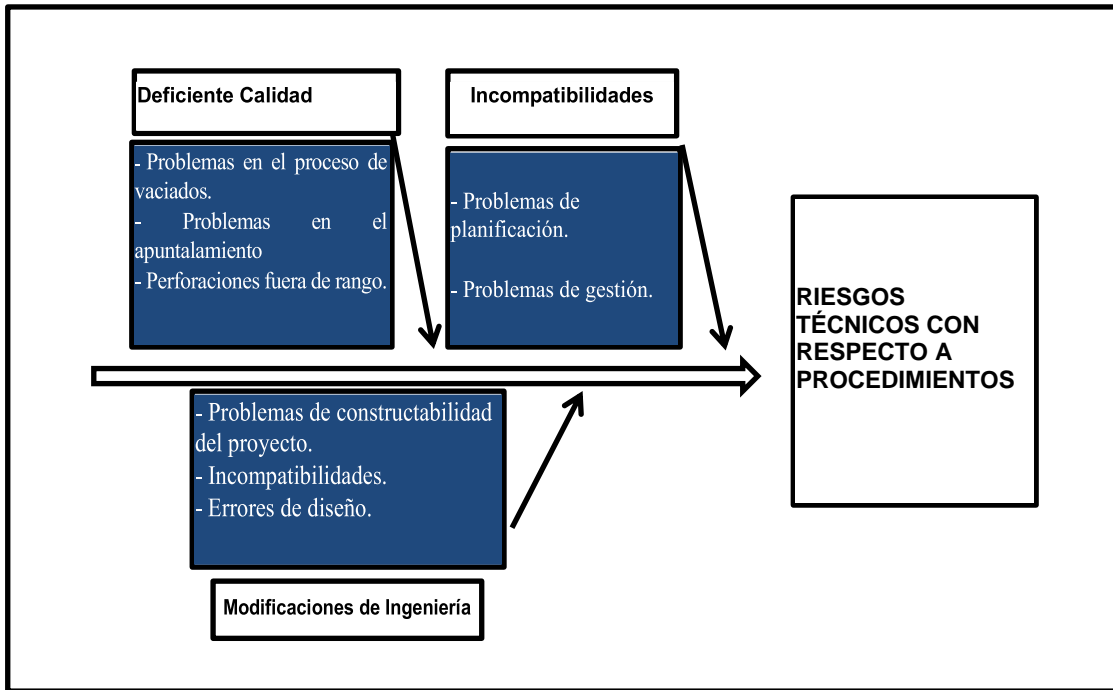 Deficiente Calidad
- Problemas en el proceso de
vaciados.
- Problemas en el
apuntalamiento
- Perforaciones fuera de rango.
Incompatibilidades
- Problemas de
planificación.
- Problemas de gestión.
RIESGOS
TÉCNICOS CON
RESPECTO A
PROCEDIMIENTOS
- Problemas de constructabilidad
del proyecto.
- Incompatibilidades.
- Errores de diseño.
Modificaciones de Ingeniería